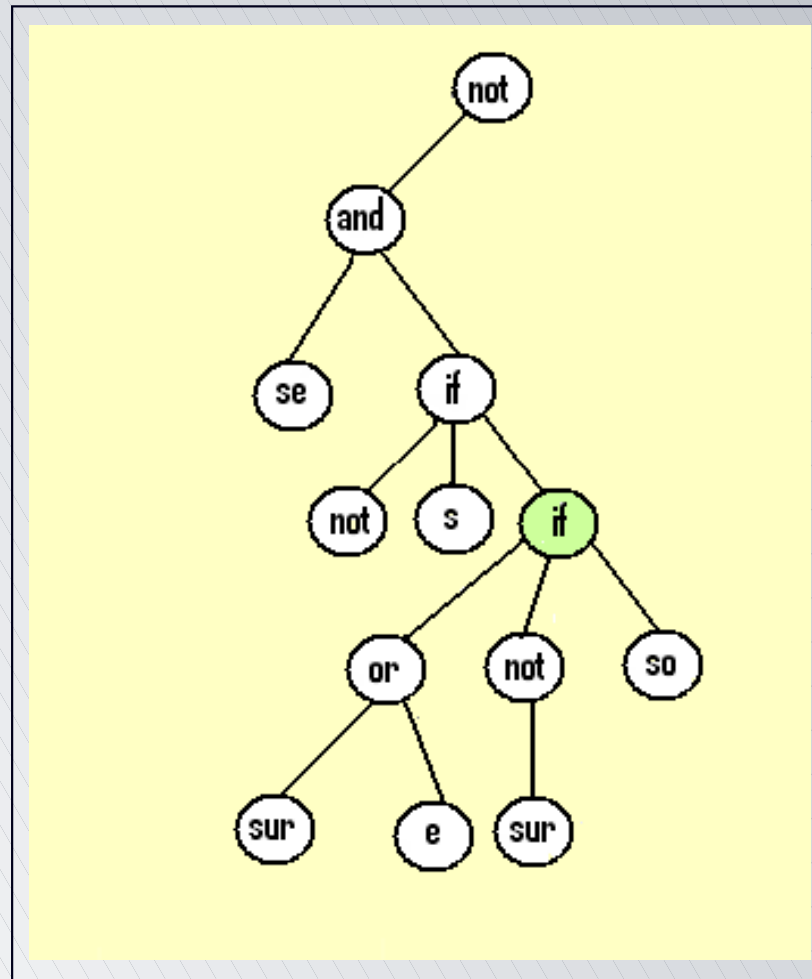 not
and
se if
not s if
or not so
sur e sur